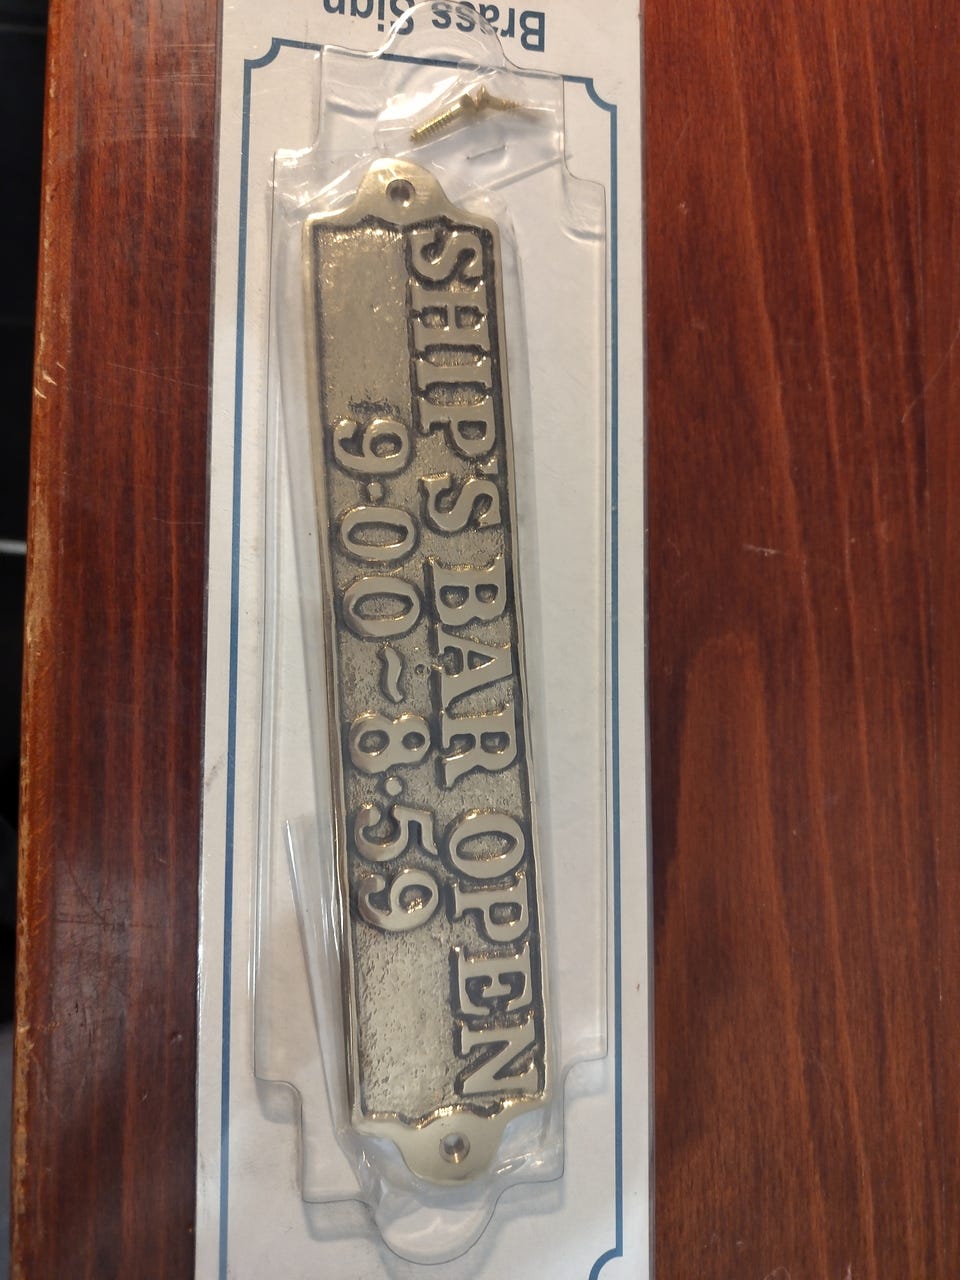 Brass Sign
SHIP'S BAR OPEN
9·00~8·59